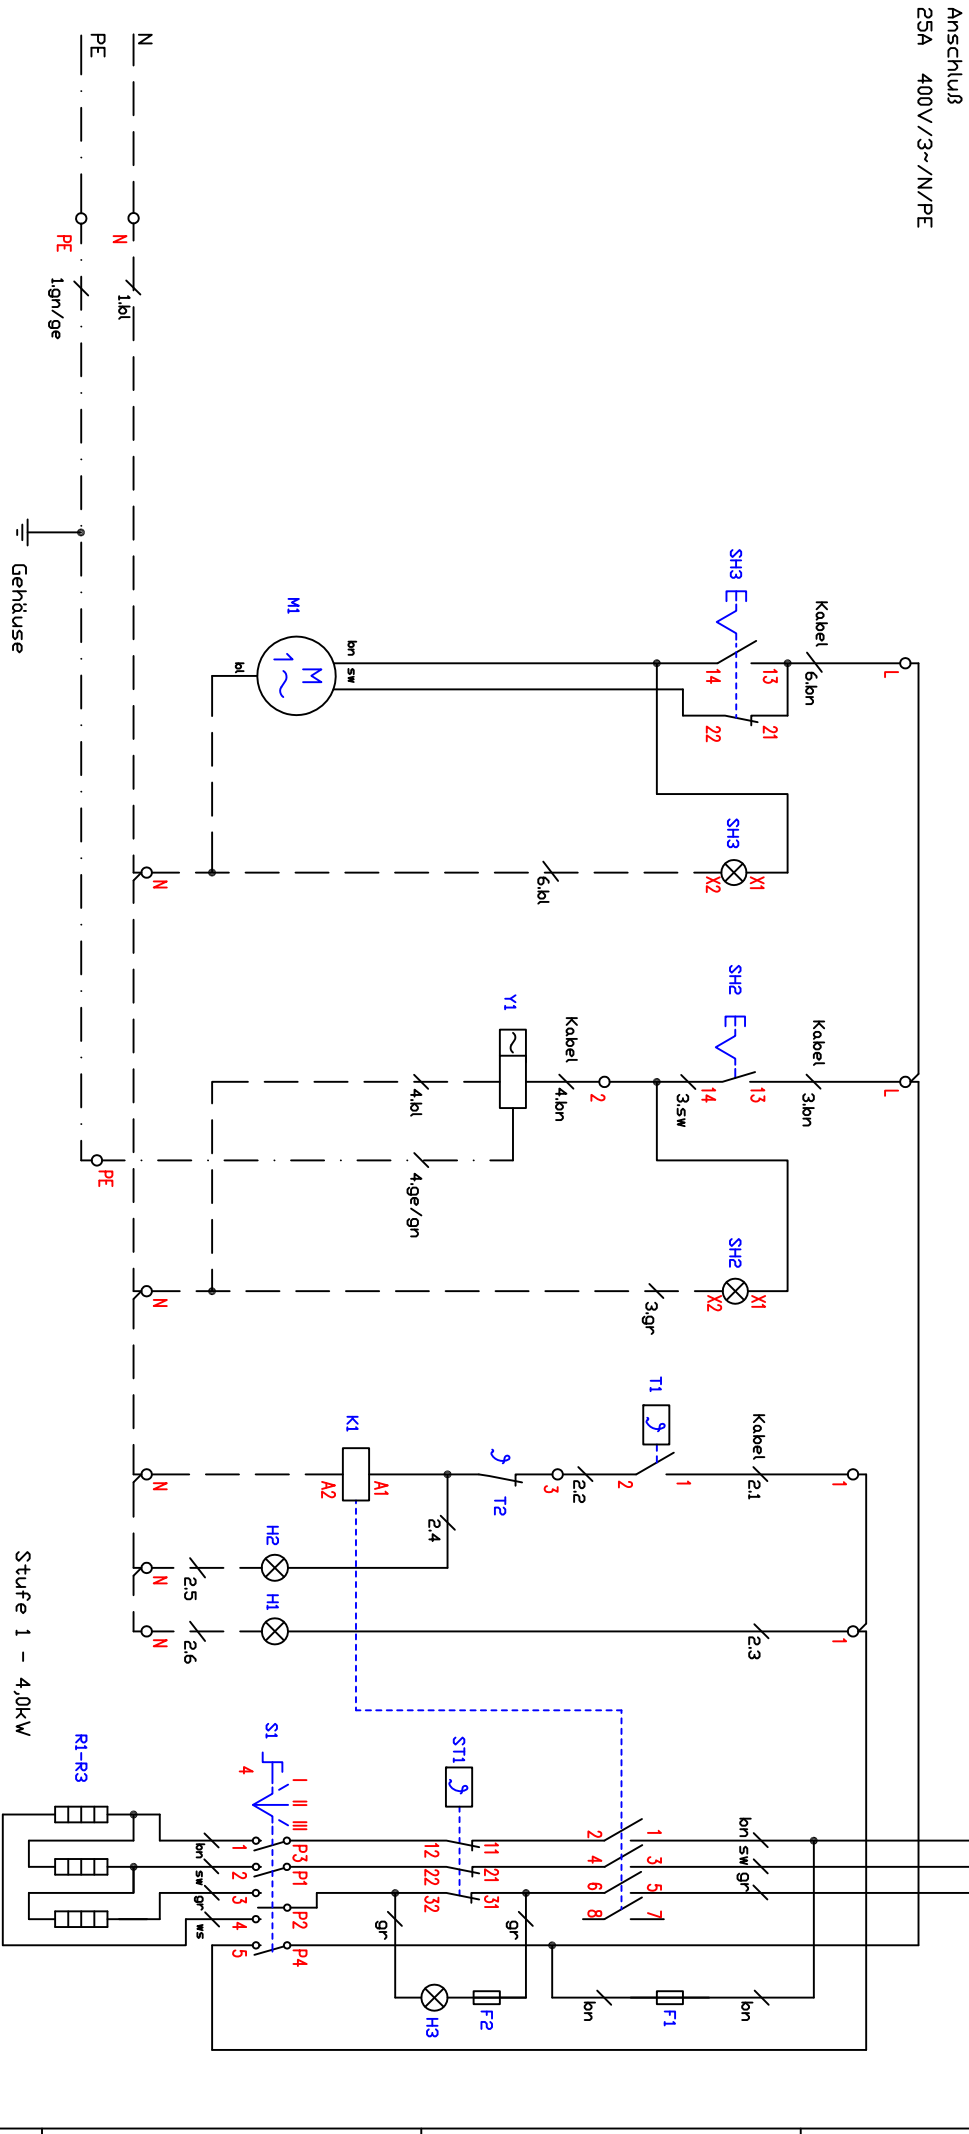 Anschluß
25A 400V/3~/N/PE
N
PE
N
PE
1.bl
1.gn/ge
Gehäuse
SH3
Kabel
6.bn
L
13
14
21
22
M1
M
1~
bn
sw
bl
SH3
X1
X2
6.bl
N
SH2
Kabel
3.bn
L
13
14
3.sw
Y1
~
Kabel
4.bn
2
4.bl
4.ge/gn
PE
SH2
X1
X2
3.gr
N
T1
Kabel
2.1
1
1
2
2.2
3
T2
ϑ
ϑ
K1
A1
A2
2.4
N
H2
2.5
N
H1
2.6
N
2.3
1
Stufe 1 - 4,0kW
R1-R3
S1
4
I
II
III
ST1
ϑ
bn
sw
gr
1
2
3
4
5
6
7
8
11
12
21
22
31
32
P3
P1
P2
P4
1
2
3
4
5
bn
sw
gr
ws
gr
gr
H3
F2
bn
F1
bn